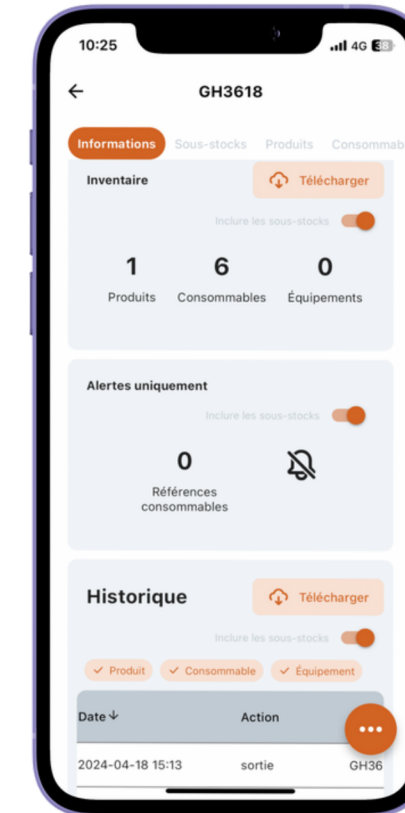 10:25 4G 38
GH3618
Informations Sous-stocks Produits Consommab
Inventaire Télécharger
Inclure les sous-stocks
1 6 0
Produits Consommables Équipements
Alertes uniquement
Inclure les sous-stocks
0
Références
consommables
Historique Télécharger
Inclure les sous-stocks
Produit Consommable Équipement
Date Action
2024-04-18 15:13 sortie GH36